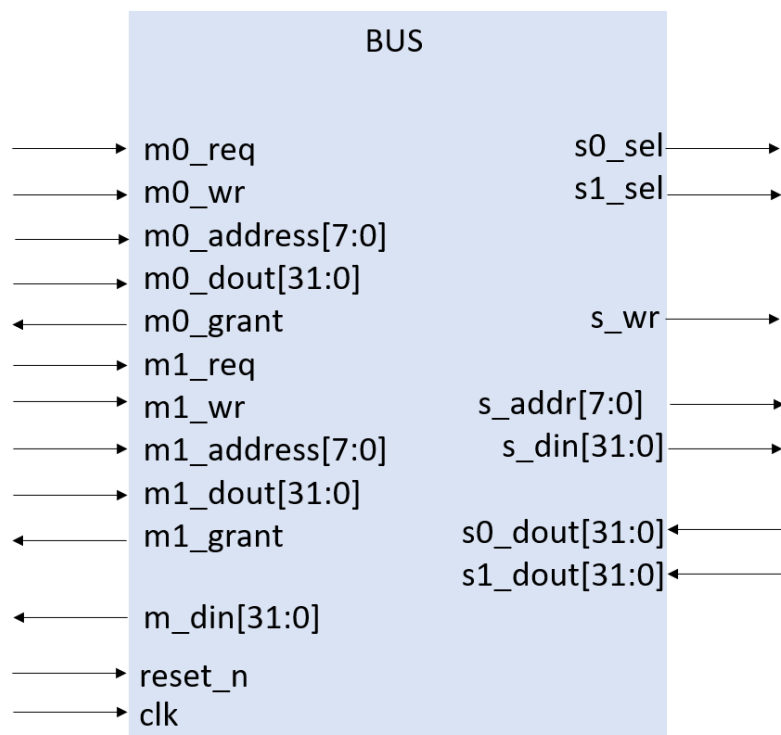 BUS
m0_req
m0_wr
m0_address[7:0]
m0_dout[31:0]
m0_grant
m1_req
m1_wr
m1_address[7:0]
m1_dout[31:0]
m1_grant
m_din[31:0]
reset_n
clk
s0_sel
s1_sel
s_wr
s_addr[7:0]
s_din[31:0]
s0_dout[31:0]
s1_dout[31:0]